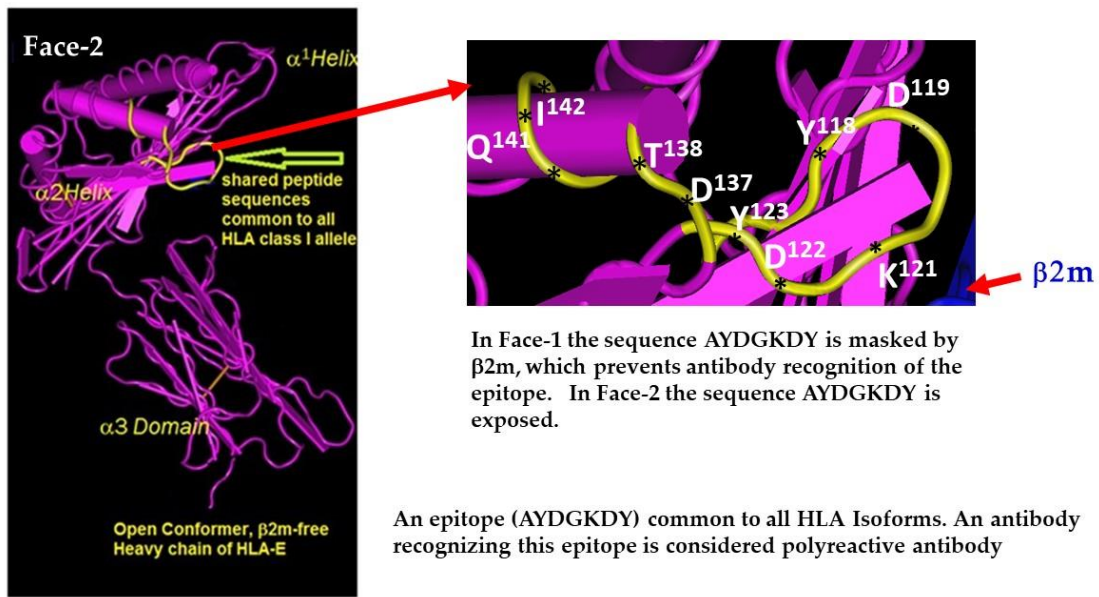 Face-2
α1Helix
α2Helix
shared peptide
sequences
common to all
HLA class I allele
α3 Domain
Open Conformer, β2m-free
Heavy chain of HLA-E
D119
Y118
I142
Q141
T138
D137
Y123
D122
K121
β2m
In Face-1 the sequence AYDGKDY is masked by
β2m, which prevents antibody recognition of the
epitope. In Face-2 the sequence AYDGKDY is
exposed.
An epitope (AYDGKDY) common to all HLA Isoforms. An antibody
recognizing this epitope is considered polyreactive antibody